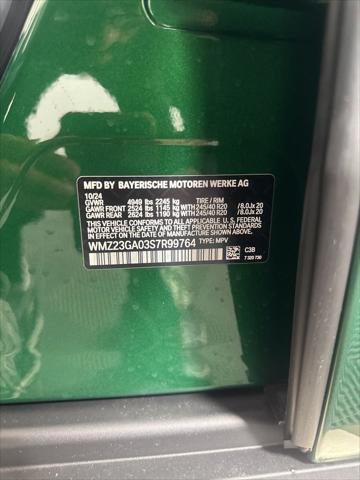 MFD BY BAYERISCHE MOTOREN WERKE AG
10/24
GVWR 4949 lbs 2245 kg TIRE / RIM
GAWR FRONT 2524 lbs 1145 kg WITH 245/40 R20 /8.0Jx 20
GAWR REAR 2624 lbs 1190 kg WITH 245/40 R20 /8.0Jx 20
THIS VEHICLE CONFORMS TO ALL APPLICABLE U.S. FEDERAL
MOTOR VEHICLE SAFETY AND THEFT PREVENTION STANDARDS
IN EFFECT ON THE DATE OF MANUFACTURE SHOWN ABOVE.
WMZ23GA03S7R99764 TYPE: MPV
C3B
7 320 730